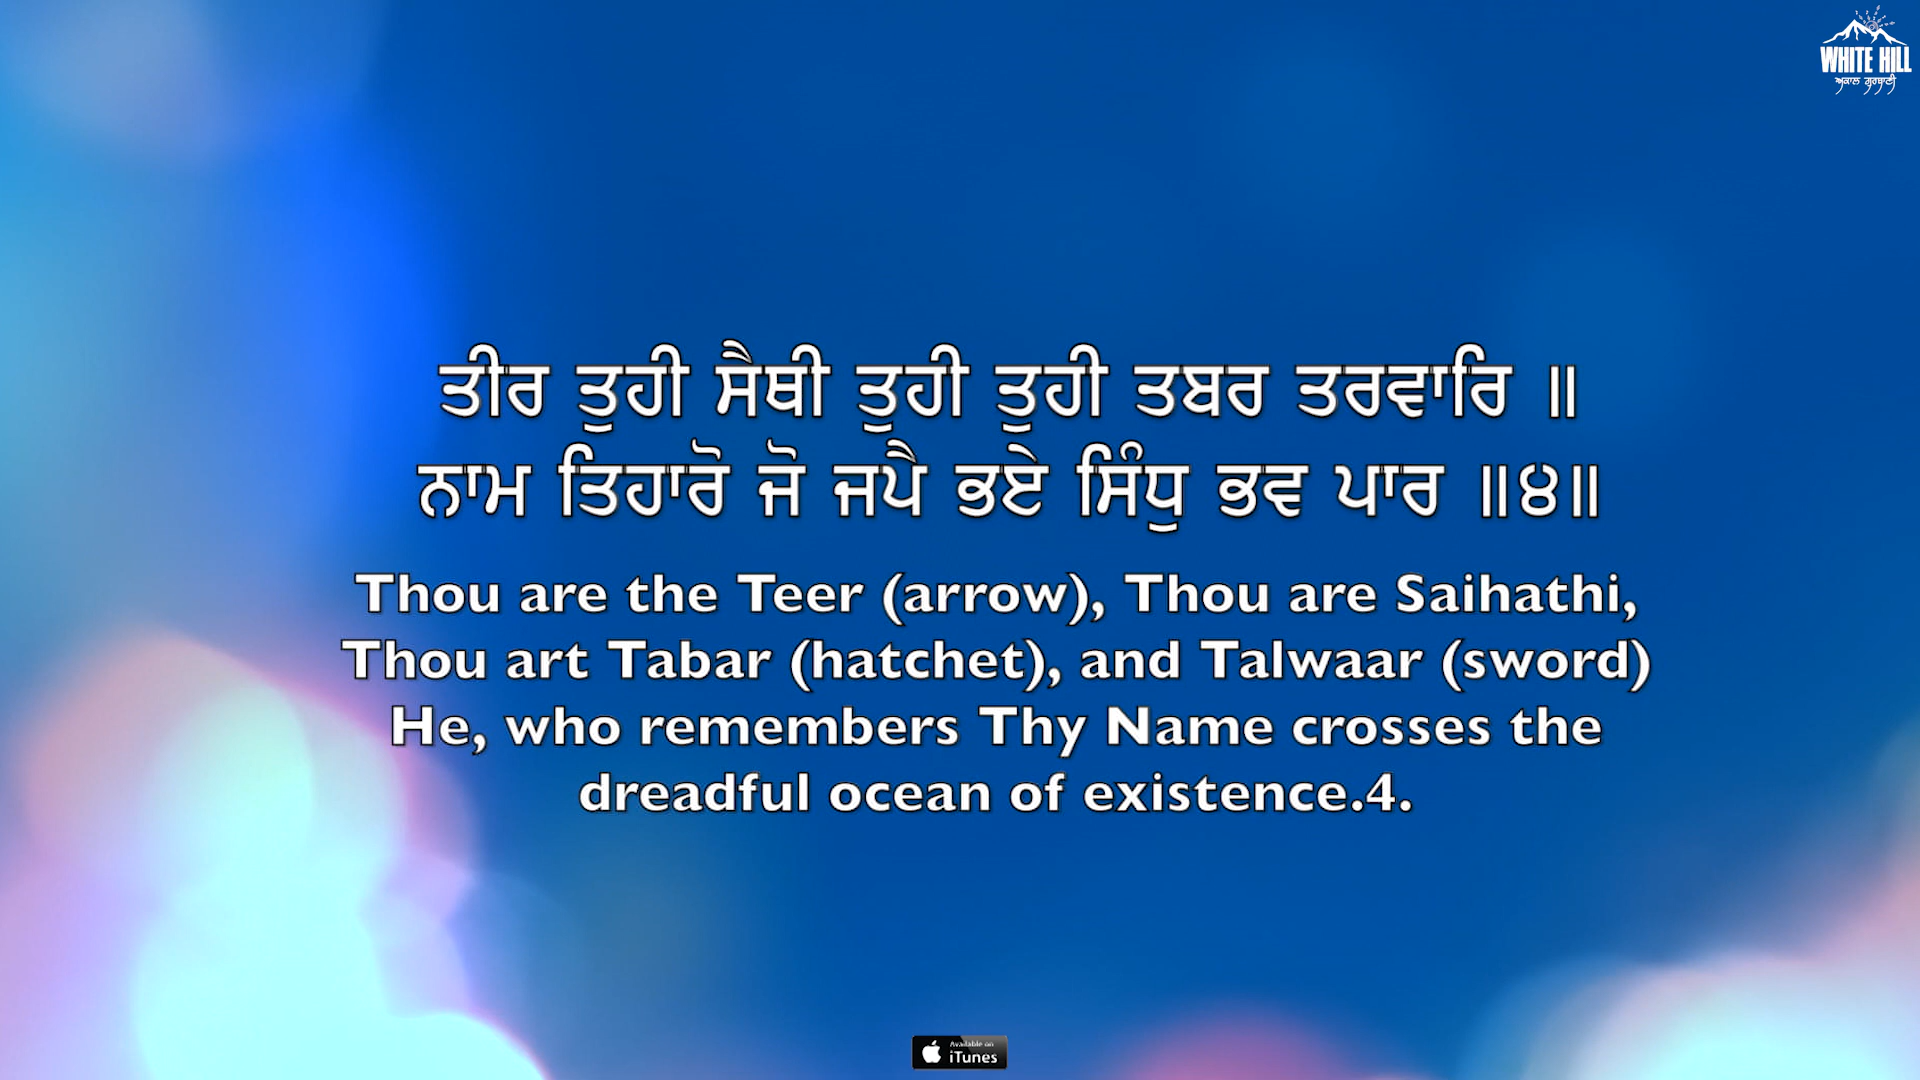 WHITE HILL
ਅਕਾਲ ਗੁਰਬਾਣੀ
ਤੀਰ ਤੁਹੀ ਸੈਥੀ ਤੁਹੀ ਤੁਹੀ ਤਬਰ ਤਰਵਾਰਿ ॥
ਨਾਮ ਤਿਹਾਰੋ ਜੋ ਜਪੈ ਭਏ ਸਿੰਧੁ ਭਵ ਪਾਰ ॥੪॥
Thou are the Teer (arrow), Thou are Saihathi,
Thou art Tabar (hatchet), and Talwaar (sword)
He, who remembers Thy Name crosses the
dreadful ocean of existence.4.
Available on
iTunes